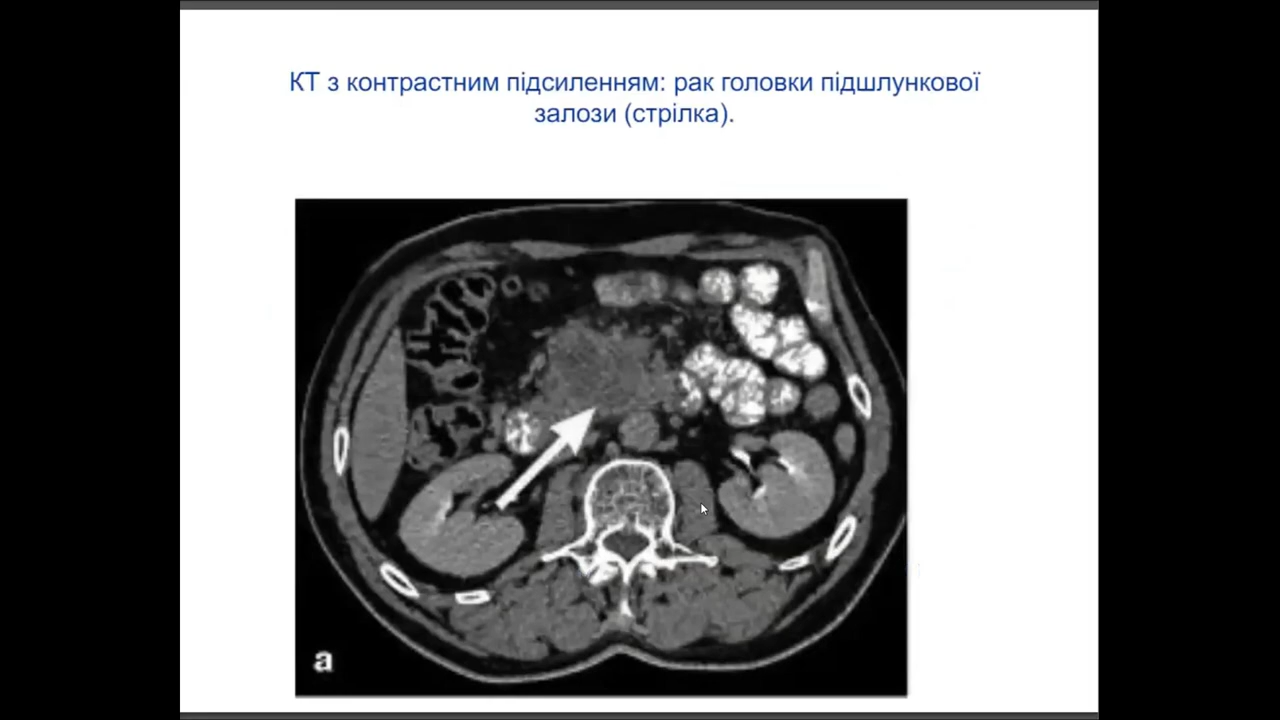 КТ з контрастним підсиленням: рак головки підшлункової
залози (стрілка).
a